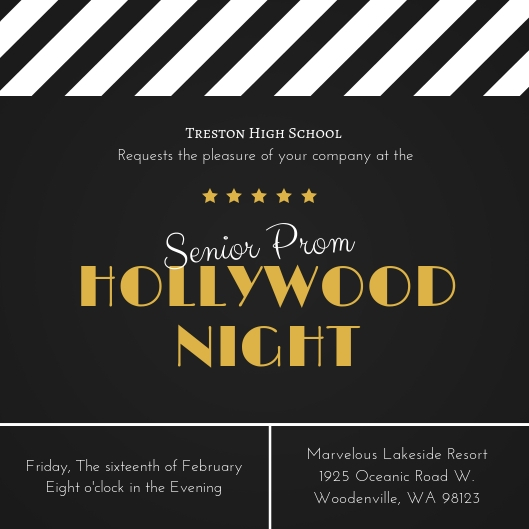 Treston High School
Requests the pleasure of your company at the
Senior Prom
HOLLYWOOD
NIGHT
Friday, The sixteenth of February
Eight o'clock in the Evening
Marvelous Lakeside Resort
1925 Oceanic Road W.
Woodenville, WA 98123